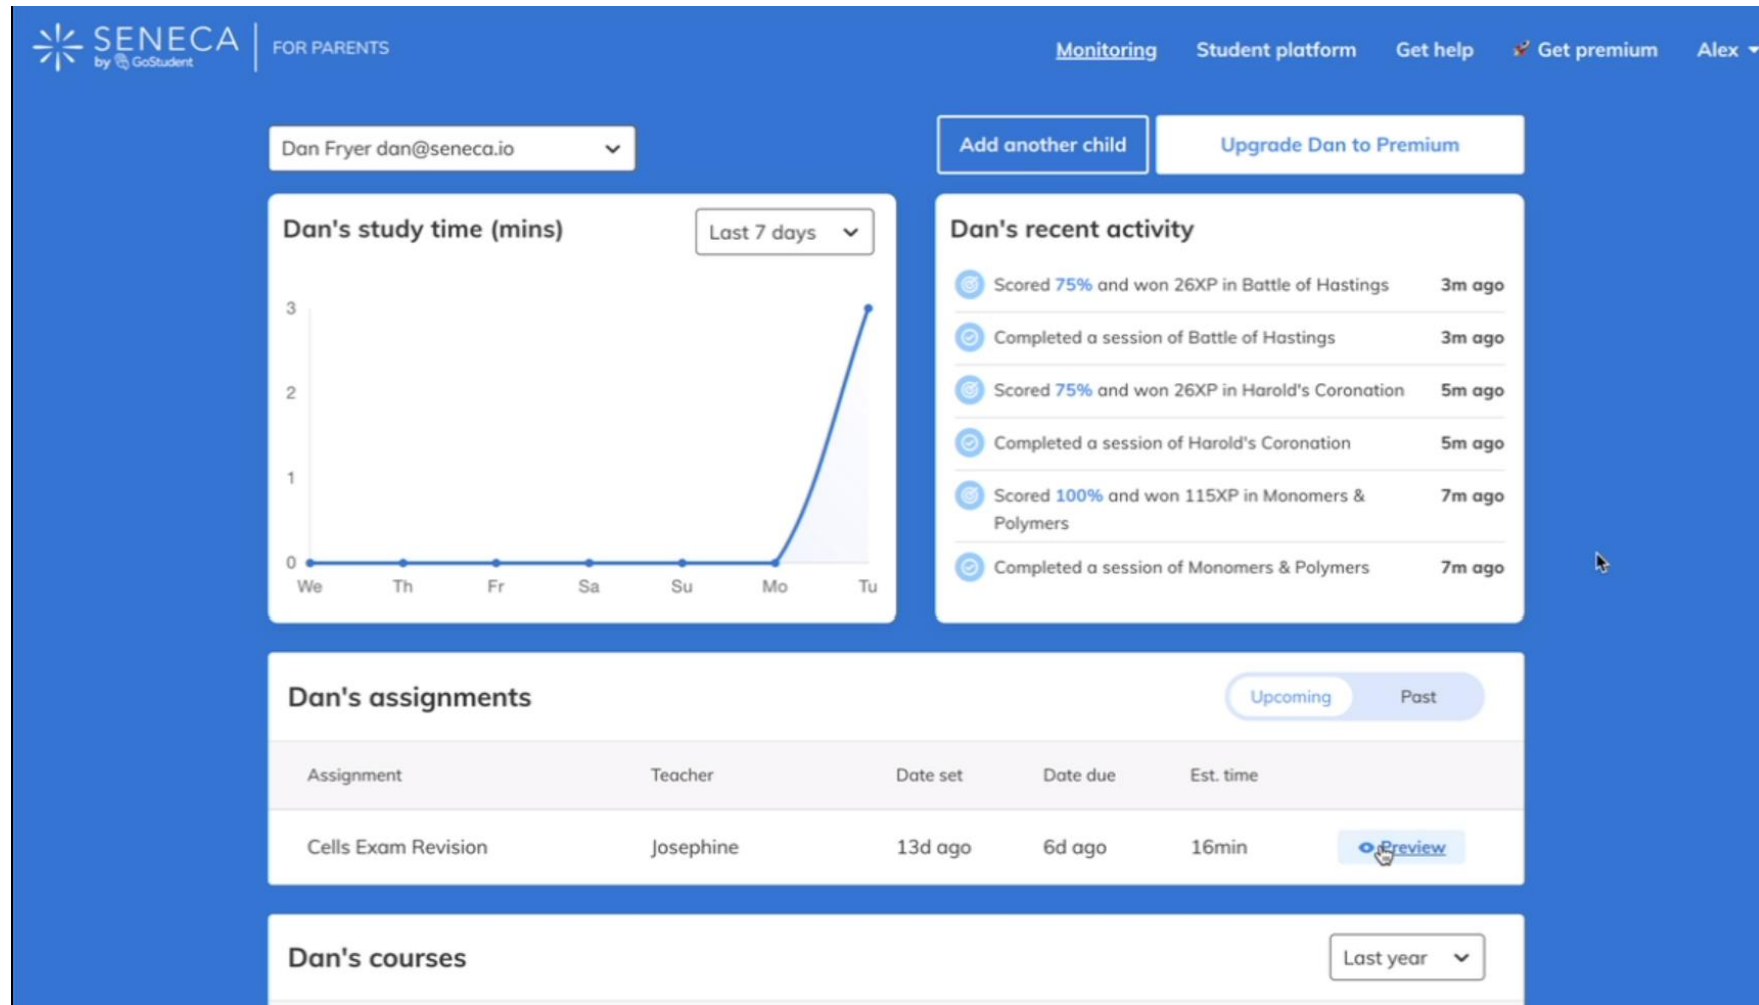 SENECA
by GoStudent
FOR PARENTS
Monitoring
Student platform
Get help
Get premium
Alex
Dan Fryer dan@seneca.io
Add another child
Upgrade Dan to Premium
Dan's study time (mins)
Last 7 days
3
2
1
0
We Th Fr Sa Su Mo Tu
Dan's recent activity
Scored 75% and won 26XP in Battle of Hastings 3m ago
Completed a session of Battle of Hastings 3m ago
Scored 75% and won 26XP in Harold's Coronation 5m ago
Completed a session of Harold's Coronation 5m ago
Scored 100% and won 115XP in Monomers & 7m ago
Polymers
Completed a session of Monomers & Polymers 7m ago
Dan's assignments
Upcoming Past
Assignment Teacher Date set Date due Est. time
Cells Exam Revision Josephine 13d ago 6d ago 16min Preview
Dan's courses
Last year